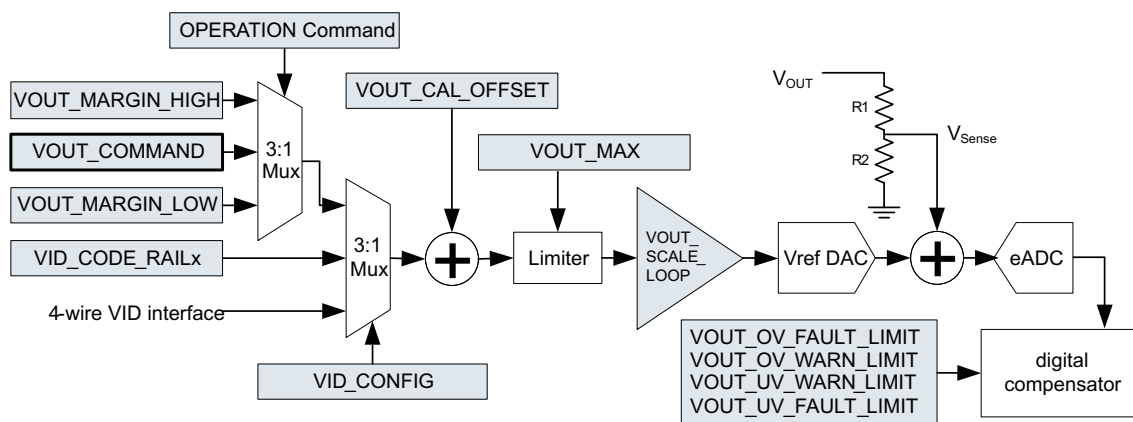 OPERATION Command
VOUT_MARGIN_HIGH
VOUT_COMMAND
VOUT_MARGIN_LOW
3:1
Mux
VID_CODE_RAILx
4-wire VID interface
3:1
Mux
VID_CONFIG
VOUT_CAL_OFFSET
+
VOUT_MAX
Limiter
VOUT_
SCALE_
LOOP
Vref DAC
VOUT
R1
R2
VSense
+
eADC
VOUT_OV_FAULT_LIMIT
VOUT_OV_WARN_LIMIT
VOUT_UV_WARN_LIMIT
VOUT_UV_FAULT_LIMIT
digital
compensator